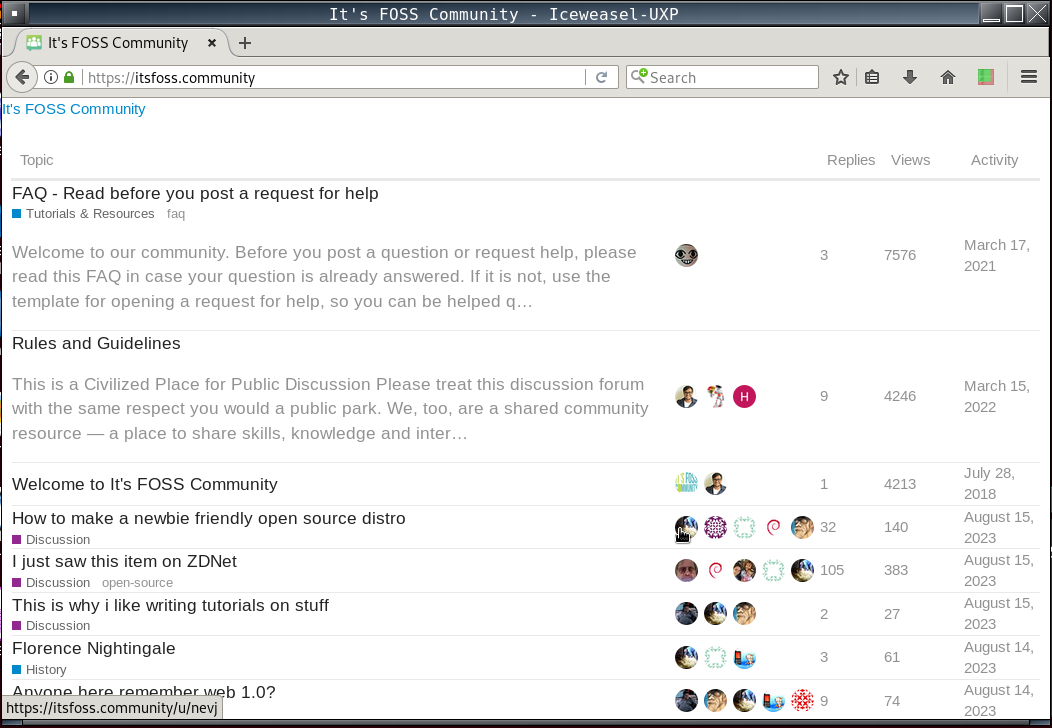 It's FOSS Community - Iceweasel-UXP
It's FOSS Community
https://itsfoss.community
Search
It's FOSS Community
Topic Replies Views Activity
FAQ - Read before you post a request for help
Tutorials & Resources faq
Welcome to our community. Before you post a question or request help, please
read this FAQ in case your question is already answered. If it is not, use the
template for opening a request for help, so you can be helped q…
3 7576 March 17,
2021
Rules and Guidelines
This is a Civilized Place for Public Discussion Please treat this discussion forum
with the same respect you would a public park. We, too, are a shared community
resource — a place to share skills, knowledge and inter…
H
9 4246 March 15,
2022
Welcome to It's FOSS Community
IT'S FOSS
COMMUNITY
1 4213 July 28,
2018
How to make a newbie friendly open source distro
Discussion
32 140 August 15,
2023
I just saw this item on ZDNet
Discussion open-source
105 383 August 15,
2023
This is why i like writing tutorials on stuff
Discussion
2 27 August 15,
2023
Florence Nightingale
History
3 61 August 14,
2023
Anyone here remember web 1.0?
9 74 August 14,
2023
https://itsfoss.community/u/nevj